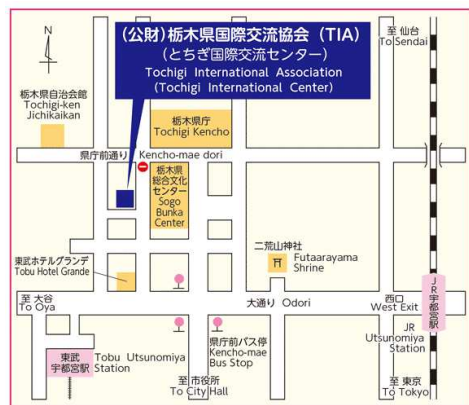 N
(公財)栃木県国際交流協会 (TIA)
(とちぎ国際交流センター)
Tochigi International Association
(Tochigi International Center)
至 仙台
To Sendai
栃木県自治会館
Tochigi-ken
Jichikaikan
栃木県庁
Tochigi Kencho
県庁前通り Kencho-mae dori
栃木県
総合文化
センター
Sogo
Bunka
Center
東武ホテルグランデ
Tobu Hotel Grande
二荒山神社
Futaarayama
Shrine
至 大谷
To Oya
大通り Odori
西口
West Exit
JR宇都宮駅
JR
Utsunomiya
Station
県庁前バス停
Kencho-mae
Bus Stop
東武
宇都宮駅
Tobu Utsunomiya
Station
至 市役所
To City Hall
至 東京
To Tokyo